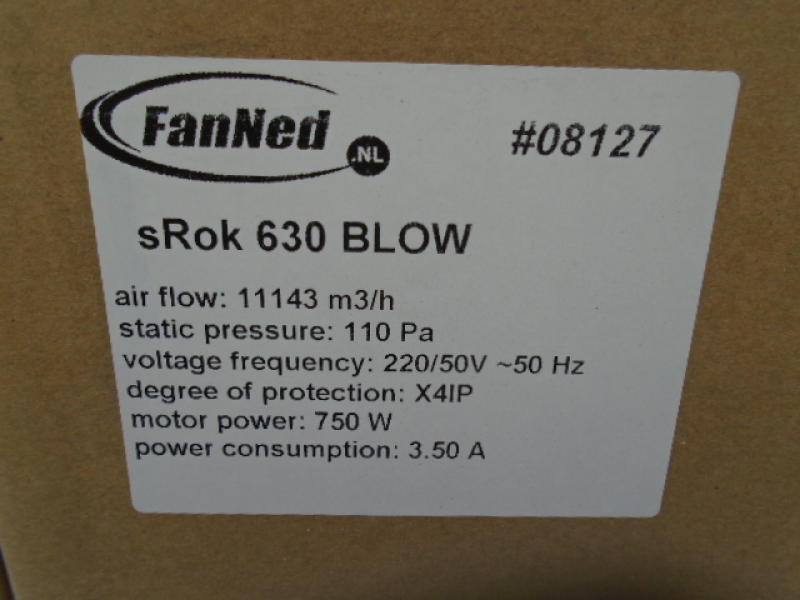 FanNed
.NL
#08127
sRok 630 BLOW
air flow: 11143 m3/h
static pressure: 110 Pa
voltage frequency: 220/50V ~50 Hz
degree of protection: X4IP
motor power: 750 W
power consumption: 3.50 A